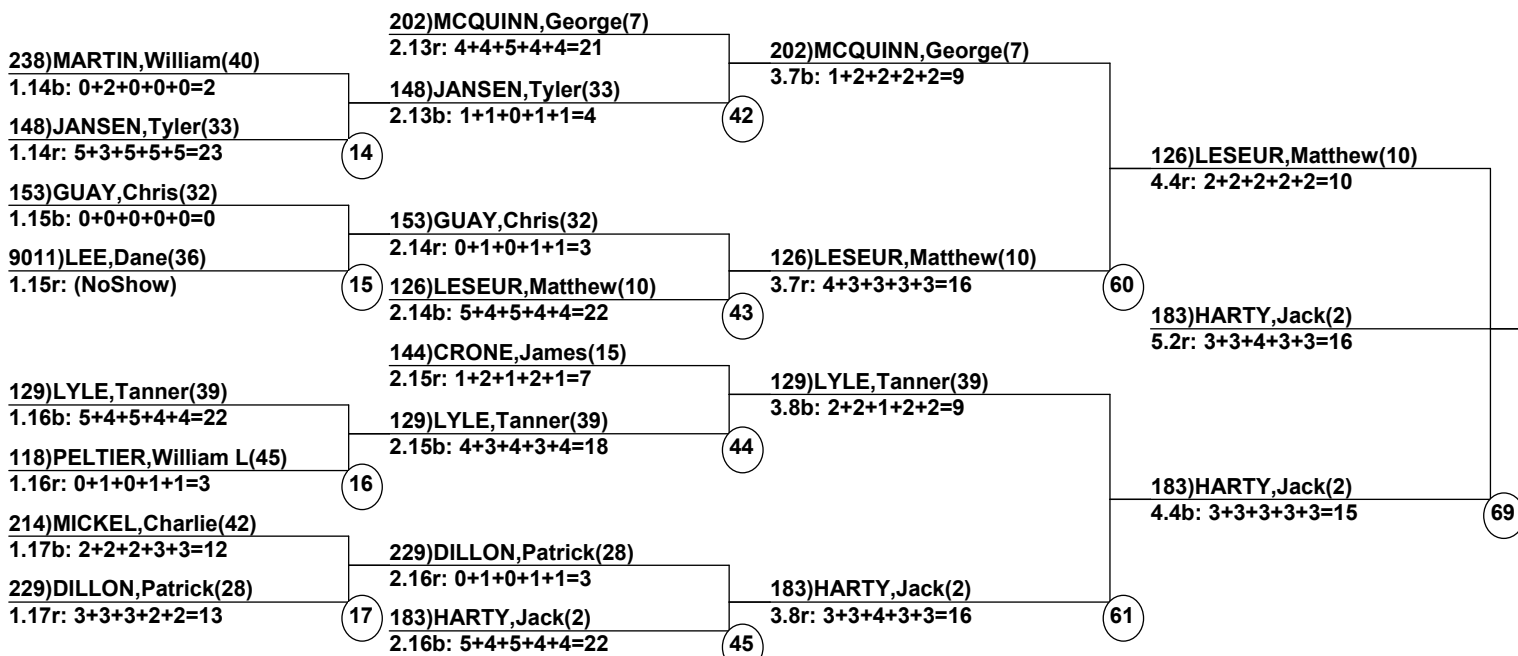 238)MARTIN,William(40)
1.14b: 0+2+0+0+0=2
148)JANSEN,Tyler(33)
1.14r: 5+3+5+5+5=23
14
153)GUAY,Chris(32)
1.15b: 0+0+0+0+0=0
9011)LEE,Dane(36)
1.15r: (NoShow)
15
129)LYLE,Tanner(39)
1.16b: 5+4+5+4+4=22
118)PELTIER,William L(45)
1.16r: 0+1+0+1+1=3
16
214)MICKEL,Charlie(42)
1.17b: 2+2+2+3+3=12
229)DILLON,Patrick(28)
1.17r: 3+3+3+2+2=13
17
202)MCQUINN,George(7)
2.13r: 4+4+5+4+4=21
148)JANSEN,Tyler(33)
2.13b: 1+1+0+1+1=4
42
153)GUAY,Chris(32)
2.14r: 0+1+0+1+1=3
126)LESEUR,Matthew(10)
2.14b: 5+4+5+4+4=22
43
144)CRONE,James(15)
2.15r: 1+2+1+2+1=7
129)LYLE,Tanner(39)
2.15b: 4+3+4+3+4=18
44
229)DILLON,Patrick(28)
2.16r: 0+1+0+1+1=3
183)HARTY,Jack(2)
2.16b: 5+4+5+4+4=22
45
202)MCQUINN,George(7)
3.7b: 1+2+2+2+2=9
126)LESEUR,Matthew(10)
3.7r: 4+3+3+3+3=16
60
129)LYLE,Tanner(39)
3.8b: 2+2+1+2+2=9
183)HARTY,Jack(2)
3.8r: 3+3+4+3+3=16
61
126)LESEUR,Matthew(10)
4.4r: 2+2+2+2+2=10
183)HARTY,Jack(2)
5.2r: 3+3+4+3+3=16
183)HARTY,Jack(2)
4.4b: 3+3+3+3+3=15
69